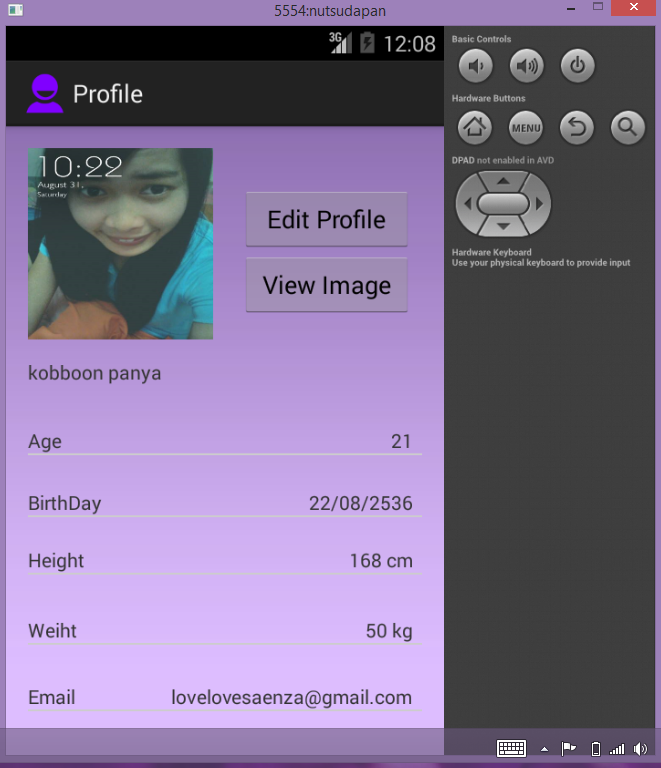 5554:nutsudapan
3G 12:08
Profile
10:22
August 31,
Saturday
Edit Profile
View Image
kobboon panya
Age 21
BirthDay 22/08/2536
Height 168 cm
Weiht 50 kg
Email lovelovesaenza@gmail.com
Basic Controls
Hardware Buttons
MENU
DPAD not enabled in AVD
Hardware Keyboard
Use your physical keyboard to provide input